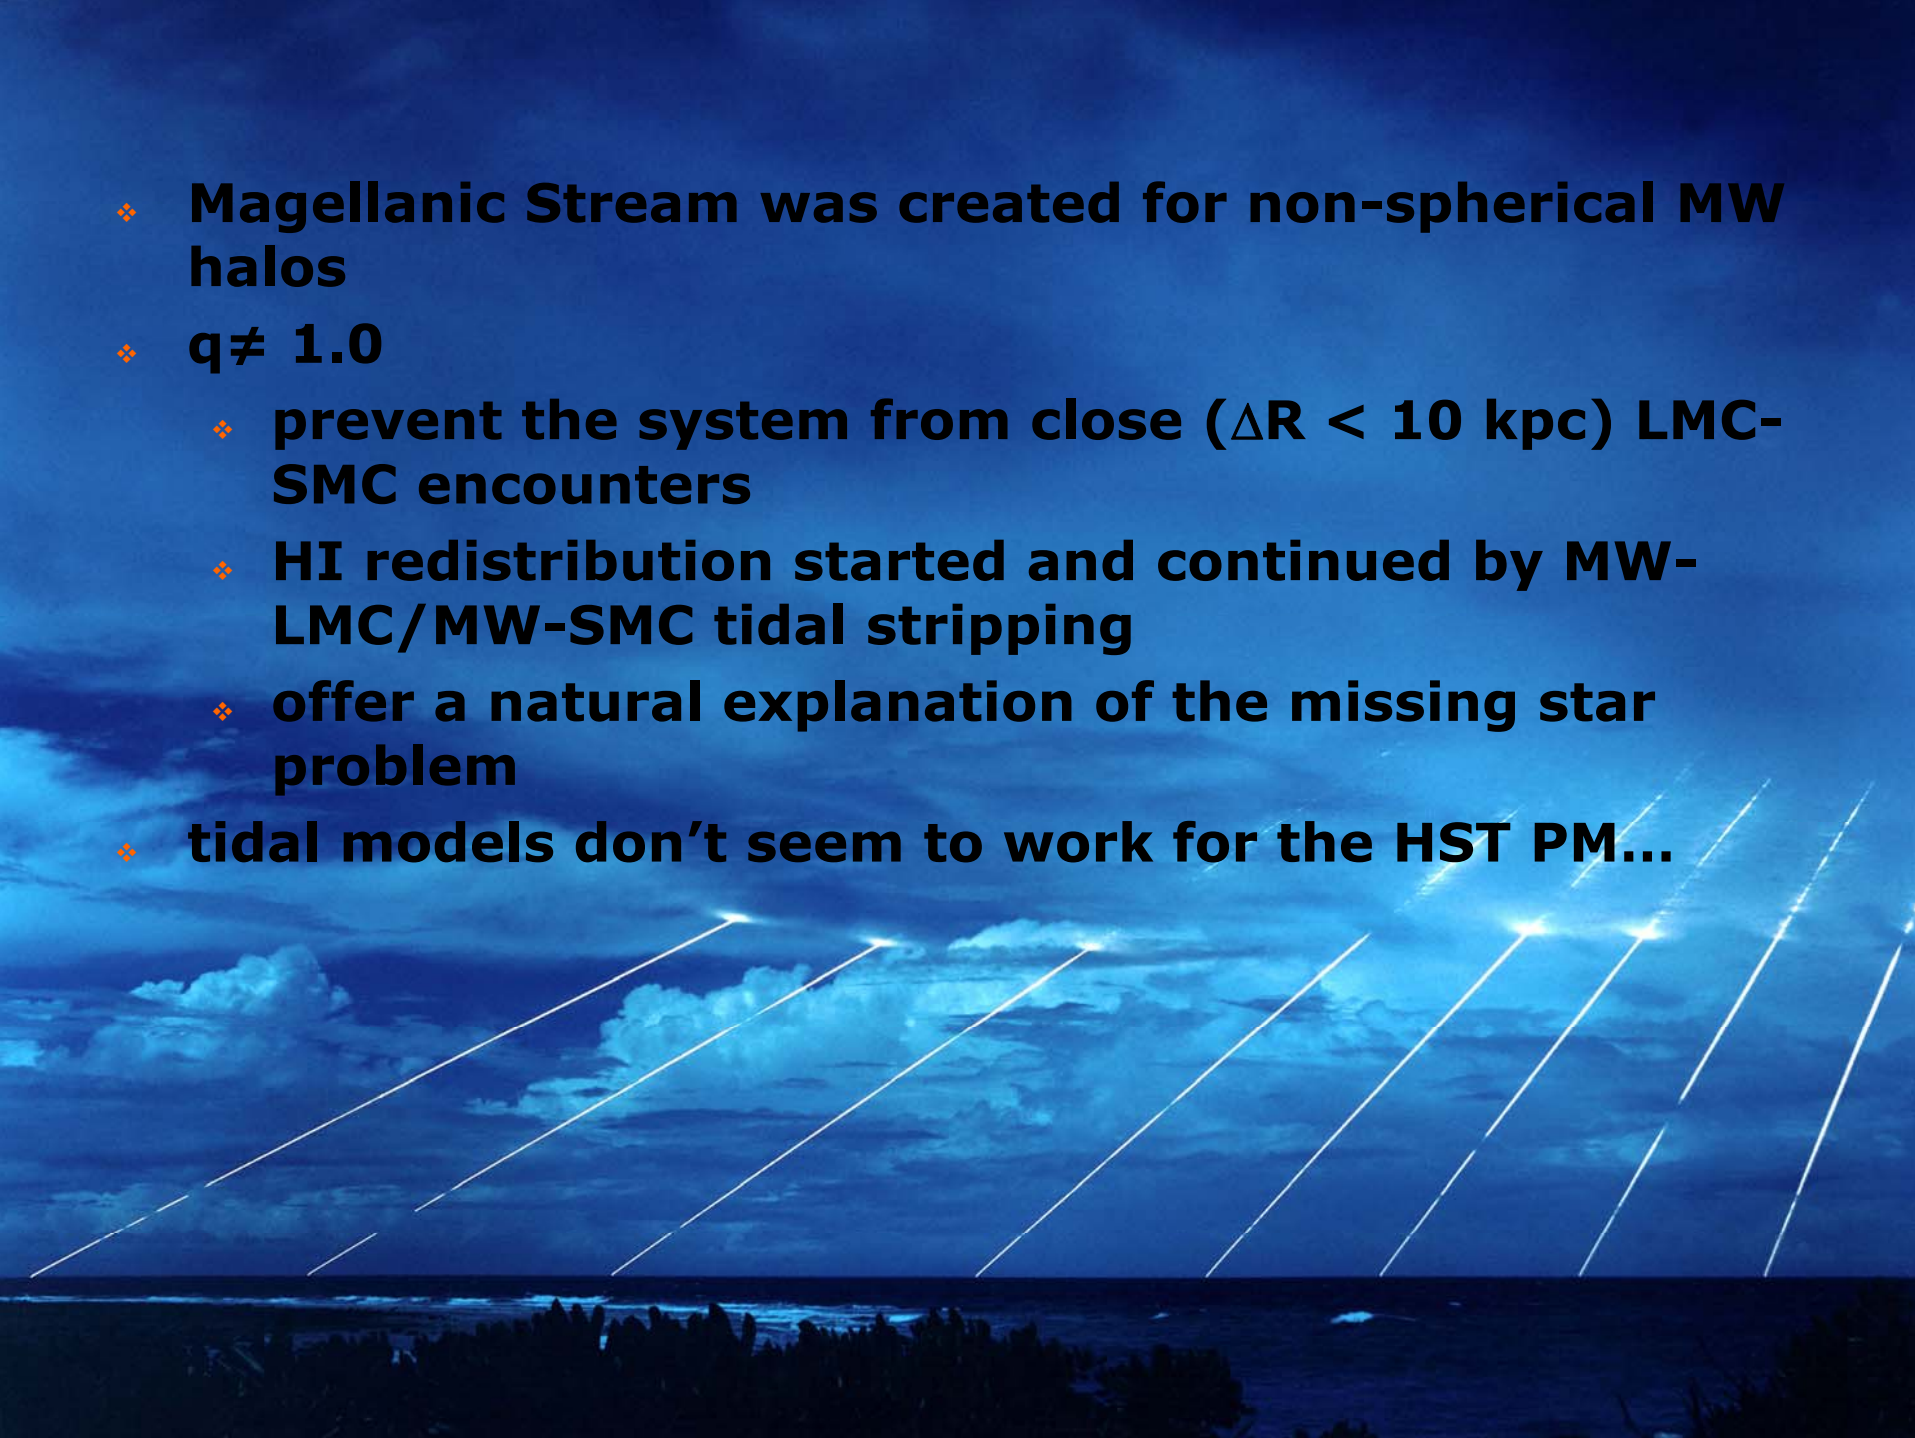 Magellanic Stream was created for non-spherical MW
halos
q≠ 1.0
prevent the system from close (ΔR < 10 kpc) LMC-
SMC encounters
HI redistribution started and continued by MW-
LMC/MW-SMC tidal stripping
offer a natural explanation of the missing star
problem
tidal models don’t seem to work for the HST PM…